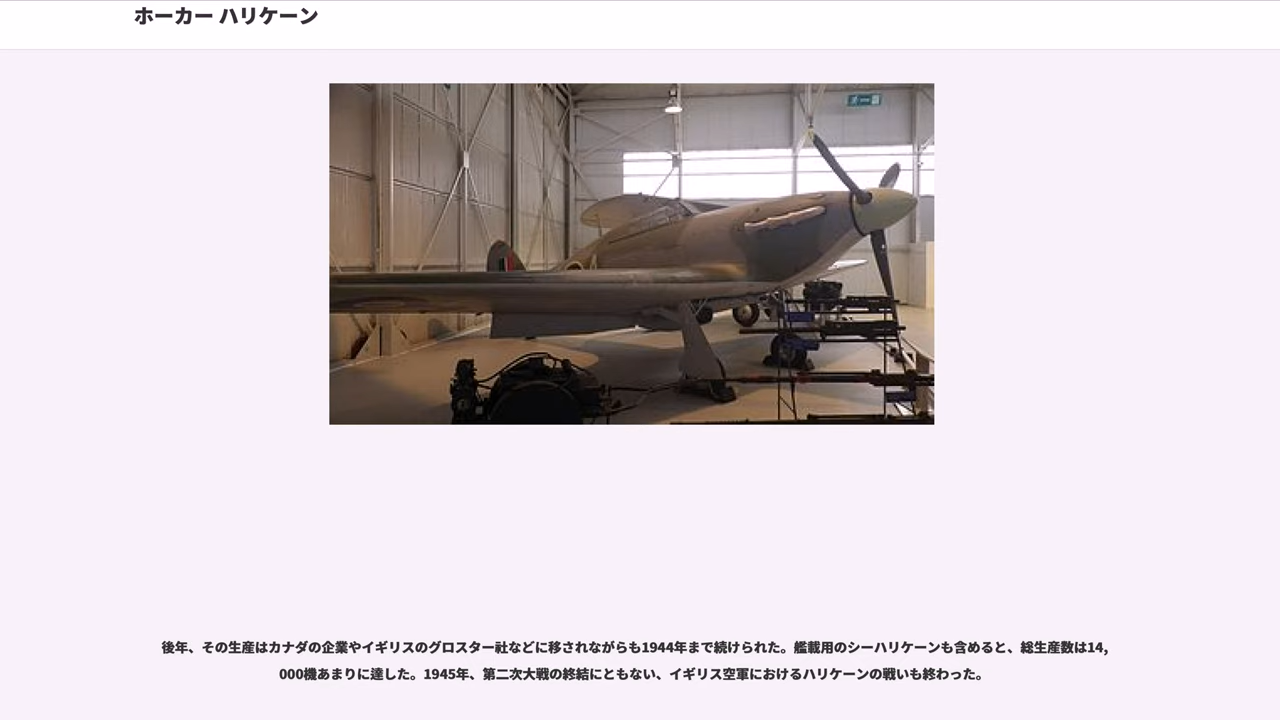 ホーカー ハリケーン
後年、その生産はカナダの企業やイギリスのグロスター社などに移されながらも1944年まで続けられた。艦載用のシーハリケーンも含めると、総生産数は14,
000機あまりに達した。1945年、第二次大戦の終結にともない、イギリス空軍におけるハリケーンの戦いも終わった。